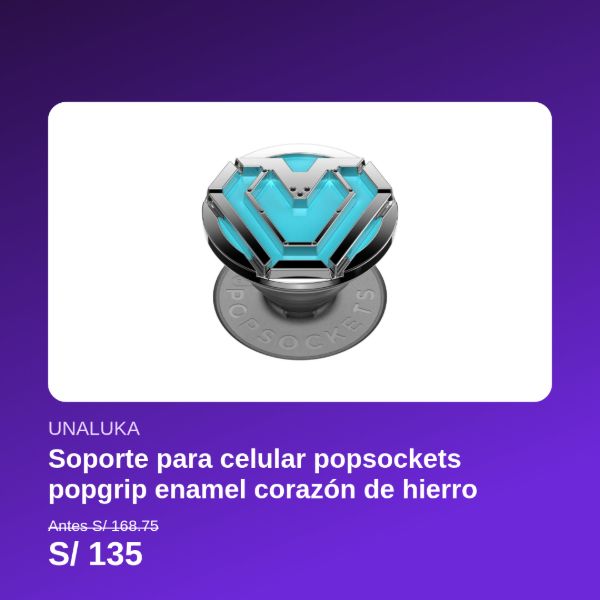 POPSOCKETS
UNALUKA
Soporte para celular popsockets
popgrip enamel corazón de hierro
Antes S/ 168.75
S/ 135